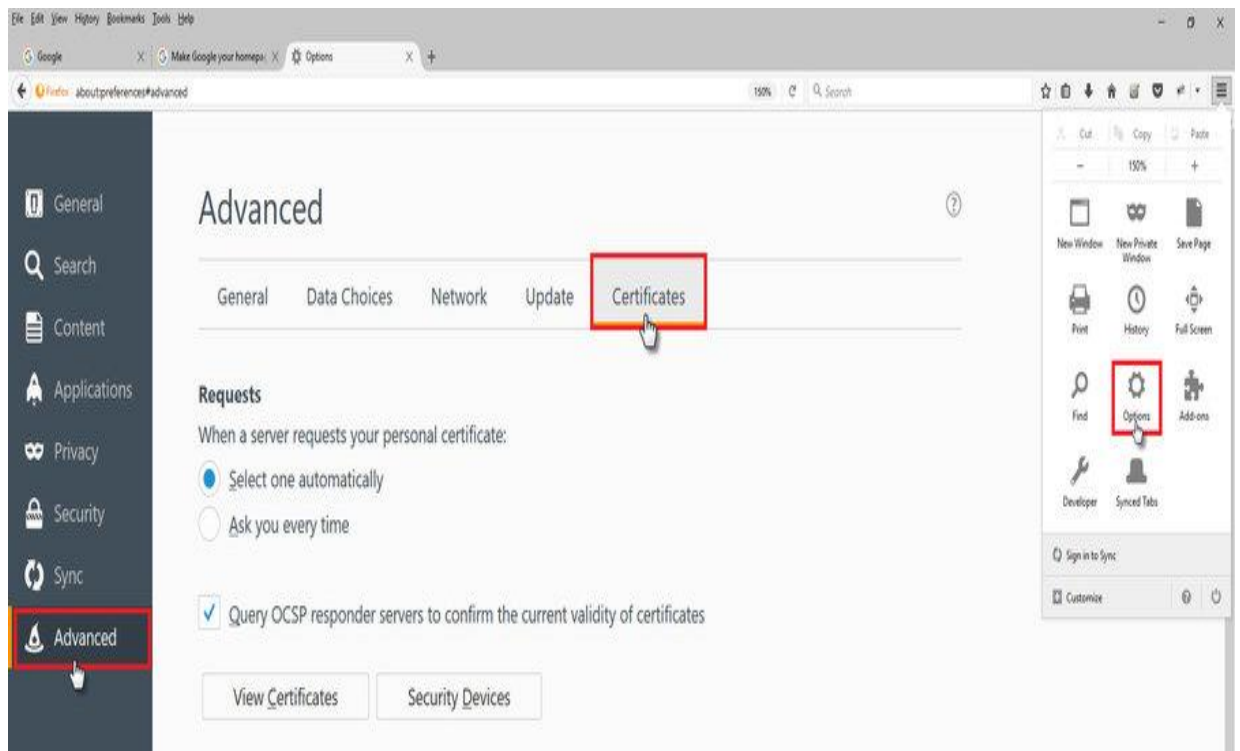 File Edit View History Bookmarks Tools Help
Google Make Google your homepa Options
Firefox about:preferences#advanced 150% Search
Cut Copy Paste
150%
New Window New Private Window Save Page
Print History Full Screen
Find Options Add-ons
Developer Synced Tabs
Sign in to Sync
Customize
General
Search
Content
Applications
Privacy
Security
Sync
Advanced
Advanced
General Data Choices Network Update Certificates
Requests
When a server requests your personal certificate:
Select one automatically
Ask you every time
Query OCSP responder servers to confirm the current validity of certificates
View Certificates Security Devices